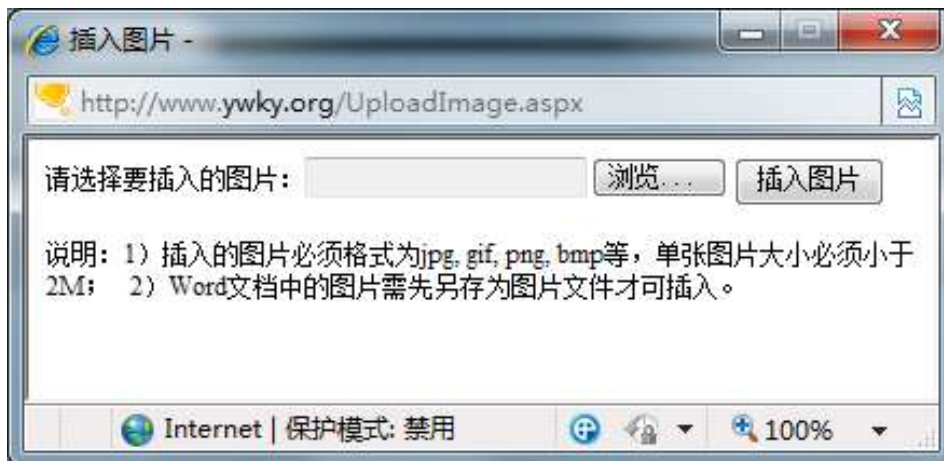 插入图片 -
http://www.ywky.org/UploadImage.aspx
请选择要插入的图片： 浏览... 插入图片
说明：1）插入的图片必须格式为jpg, gif, png, bmp等，单张图片大小必须小于
2M； 2）Word文档中的图片需先另存为图片文件才可插入。
Internet | 保护模式: 禁用 100%